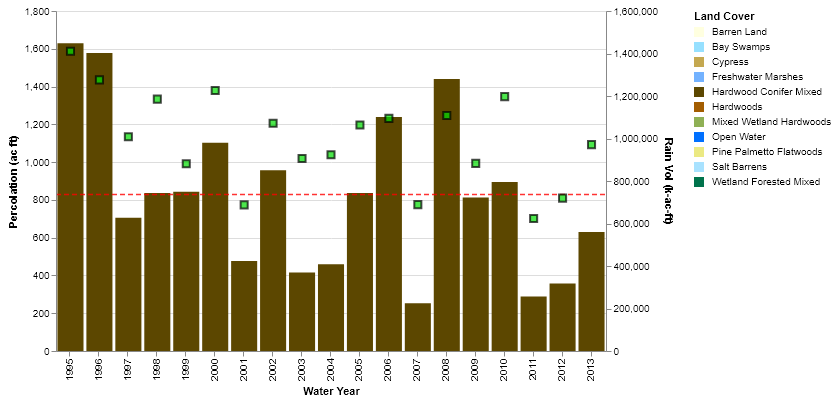 1,800
1,600
1,400
1,200
1,000
800
600
400
200
0
Percolation (ac ft)
1,600,000
1,400,000
1,200,000
1,000,000
800,000
600,000
400,000
200,000
0
Rain Vol (k-ac-ft)
1995
1996
1997
1998
1999
2000
2001
2002
2003
2004
2005
2006
2007
2008
2009
2010
2011
2012
2013
Water Year
Land Cover
Barren Land
Bay Swamps
Cypress
Freshwater Marshes
Hardwood Conifer Mixed
Hardwoods
Mixed Wetland Hardwoods
Open Water
Pine Palmetto Flatwoods
Salt Barrens
Wetland Forested Mixed